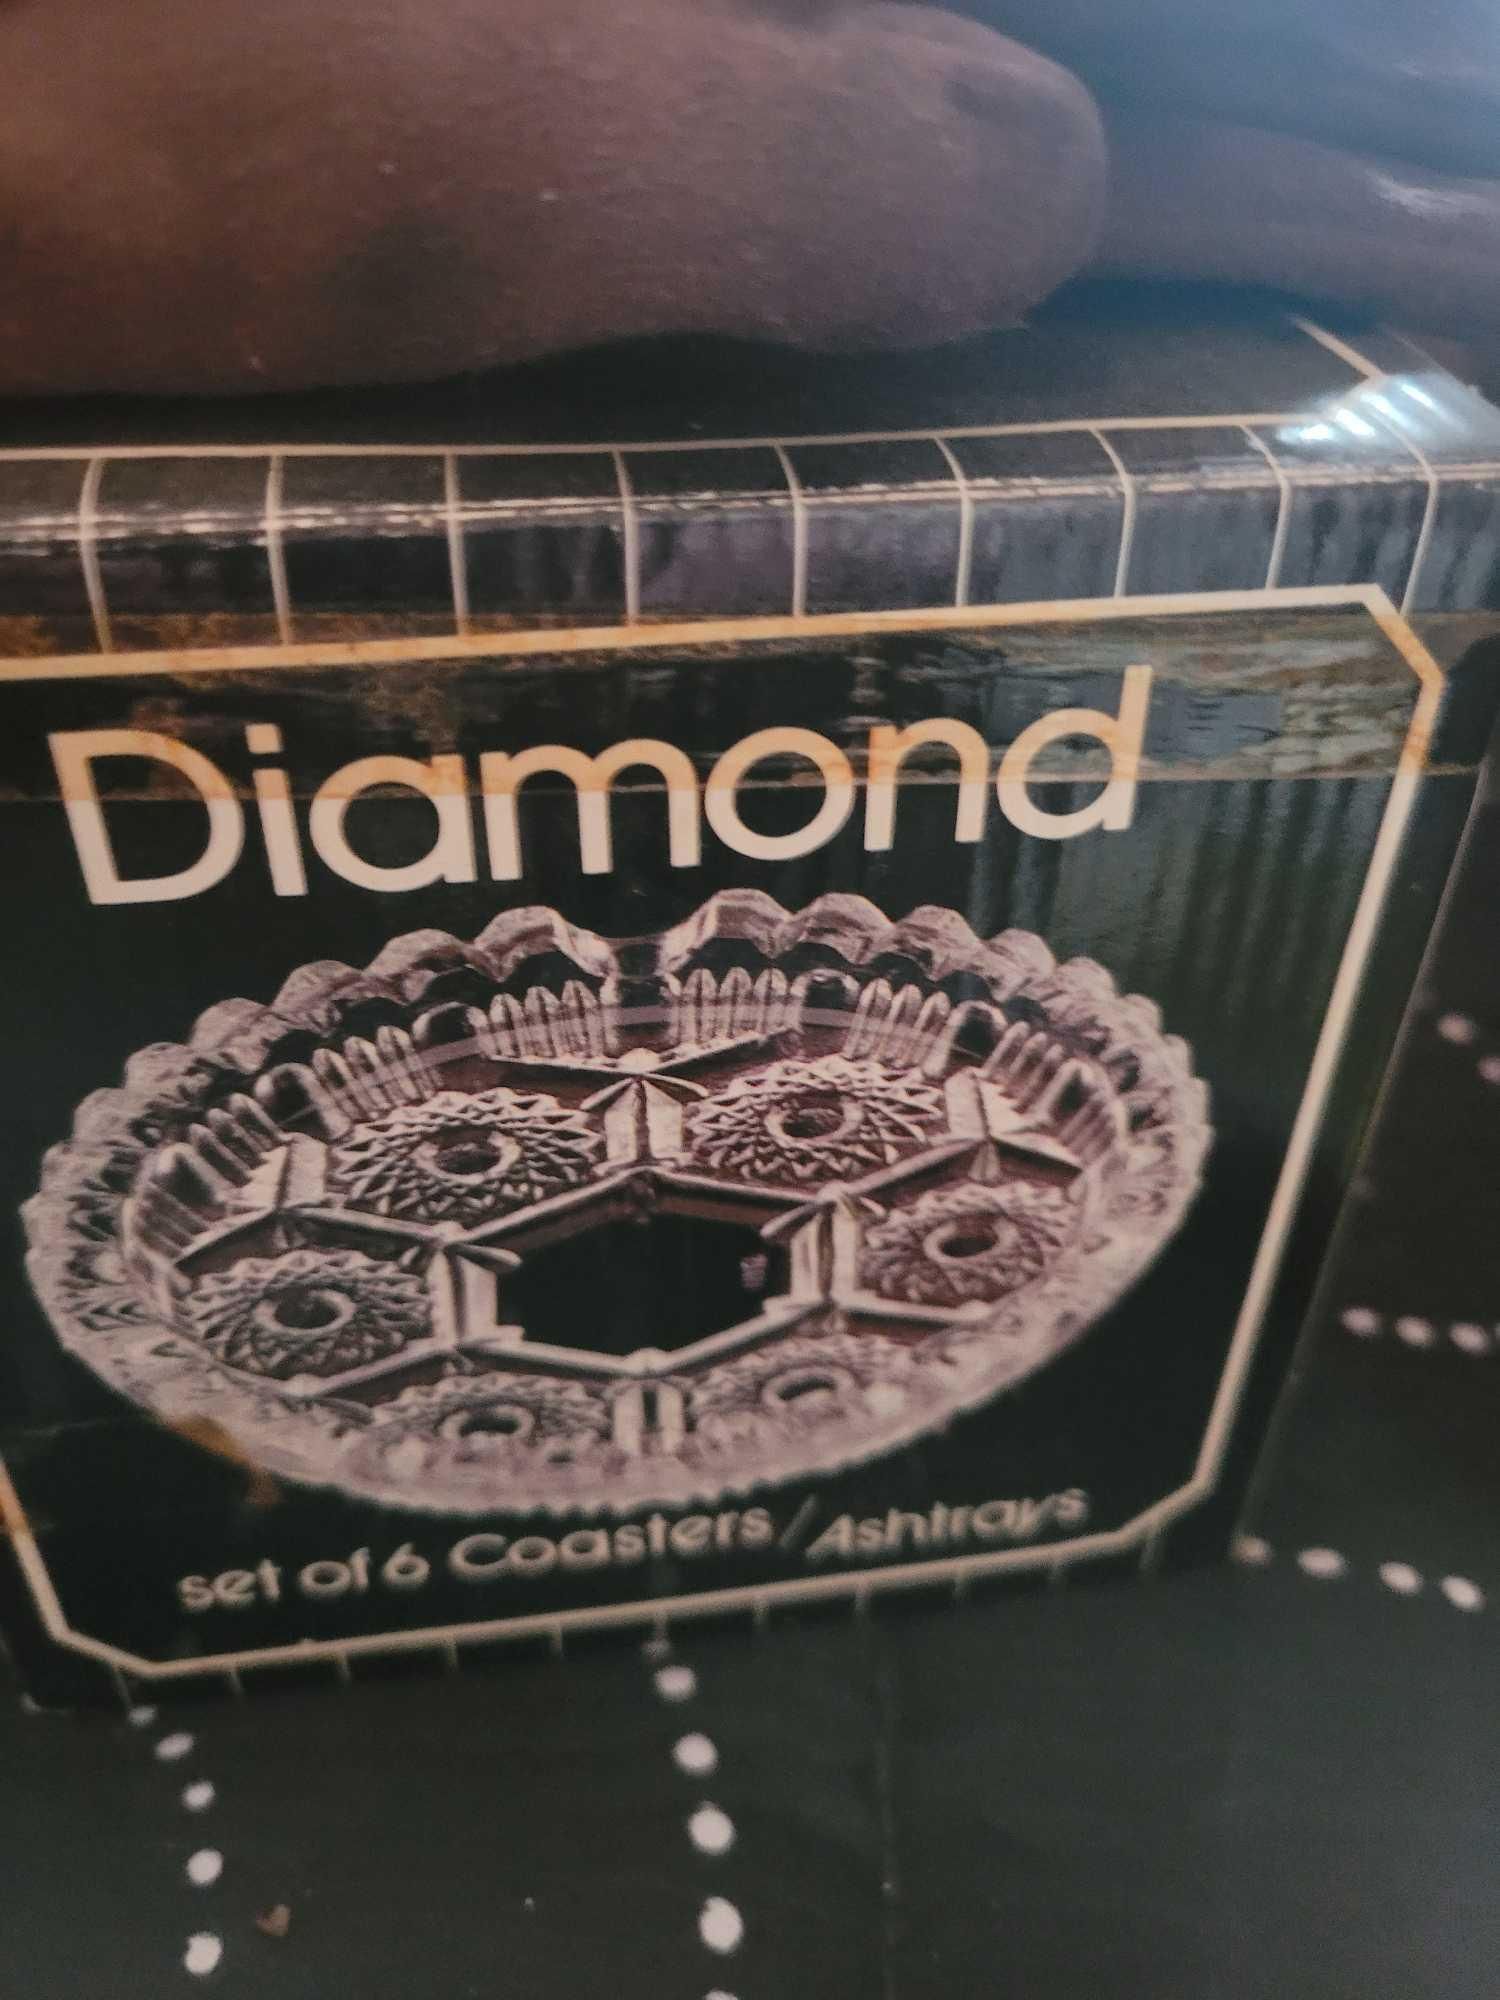 Diamond
set of 6 Coasters/Ashtrays